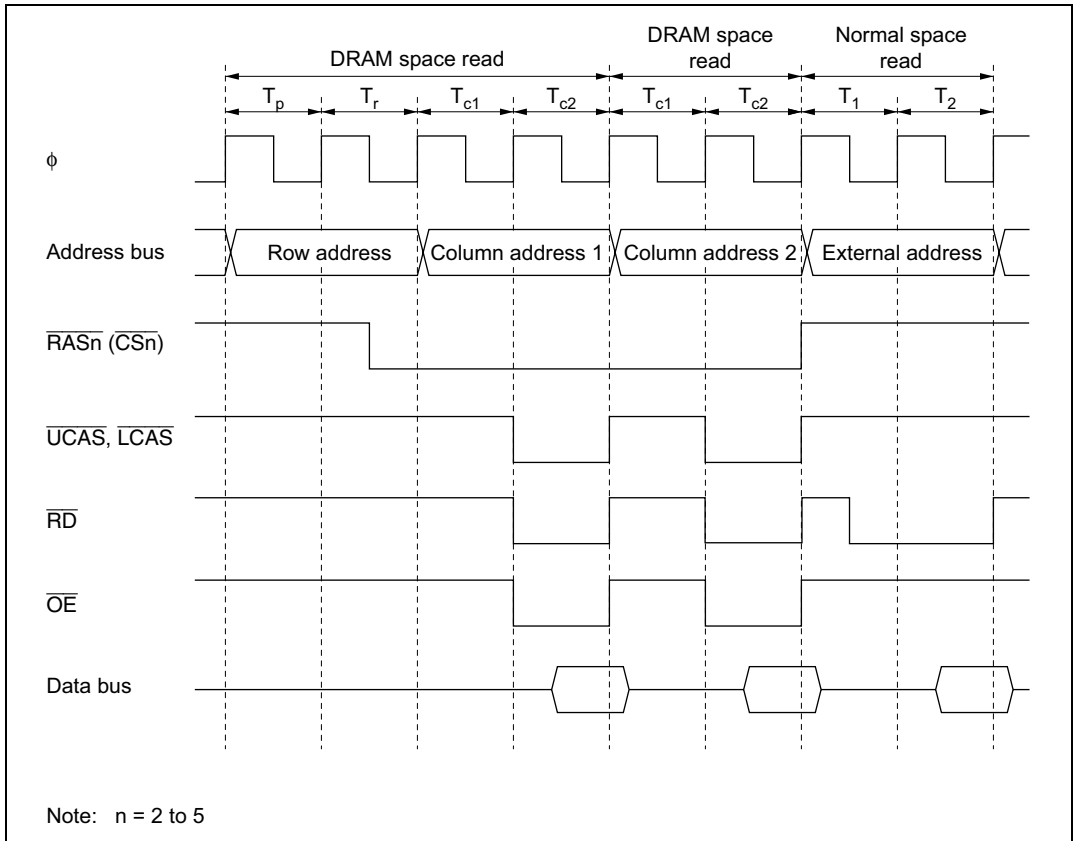 DRAM space read
DRAM space
read
Normal space
read
Tp Tr Tc1 Tc2 Tc1 Tc2 T1 T2
ϕ
Address bus Row address Column address 1 Column address 2 External address
RASn (CSn)
UCAS, LCAS
RD
OE
Data bus
Note: n = 2 to 5